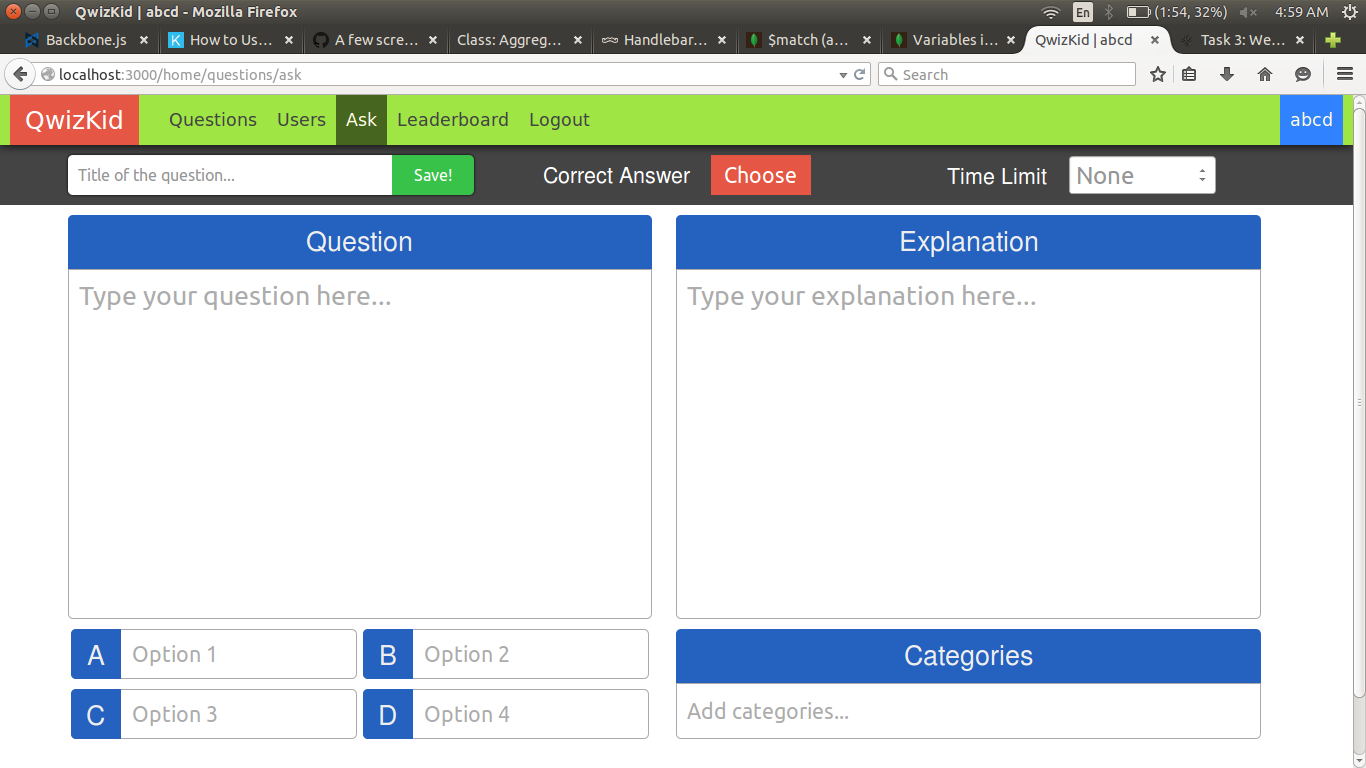 QwizKid | abcd - Mozilla Firefox
En (1:54, 32%) 4:59 AM
Backbone.js
How to Us...
A few scre...
Class: Aggreg...
Handlebar...
$match (a...
Variables i...
QwizKid | abcd
Task 3: We...
localhost:3000/home/questions/ask
Search
QwizKid Questions Users Ask Leaderboard Logout abcd
Title of the question... Save! Correct Answer Choose Time Limit None
Question Explanation
Type your question here... Type your explanation here...
A Option 1 B Option 2 Categories
C Option 3 D Option 4 Add categories...